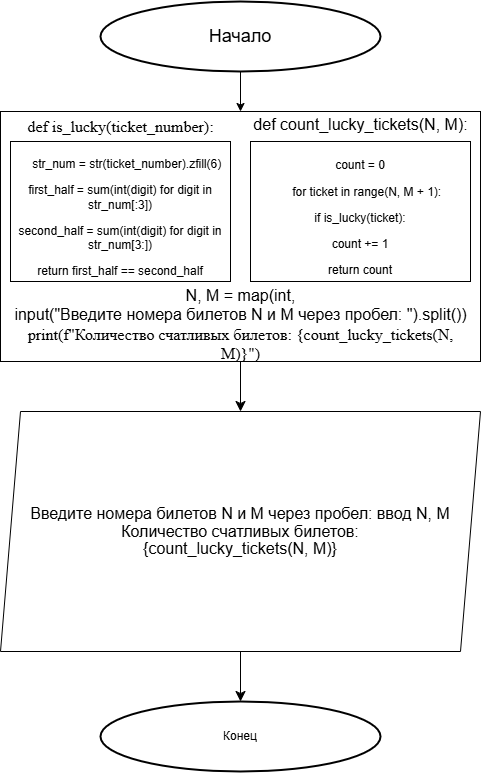 Начало
def is_lucky(ticket_number):
str_num = str(ticket_number).zfill(6)
first_half = sum(int(digit) for digit in
str_num[:3])
second_half = sum(int(digit) for digit in
str_num[3:])
return first_half == second_half
def count_lucky_tickets(N, M):
count = 0
for ticket in range(N, M + 1):
if is_lucky(ticket):
count += 1
return count
N, M = map(int,
input("Введите номера билетов N и M через пробел: ").split())
print(f"Количество счатливых билетов: {count_lucky_tickets(N,
M)}")
Введите номера билетов N и M через пробел: ввод N, M
Количество счатливых билетов:
{count_lucky_tickets(N, M)}
Конец